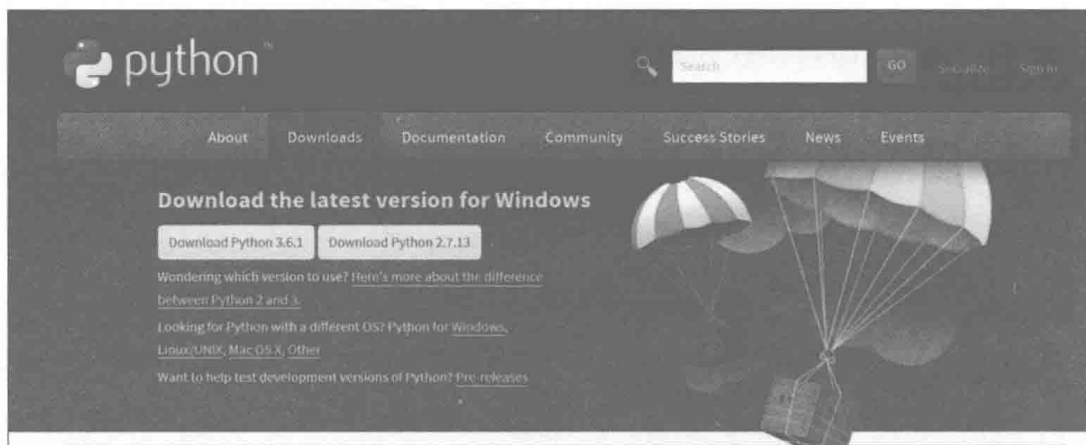 python™
Search
GO
Socialize
Sign In
About
Downloads
Documentation
Community
Success Stories
News
Events
Download the latest version for Windows
Download Python 3.6.1
Download Python 2.7.13
Wondering which version to use? Here's more about the difference
between Python 2 and 3.
Looking for Python with a different OS? Python for Windows,
Linux/UNIX, Mac OS X, Other
Want to help test development versions of Python? Pre-releases